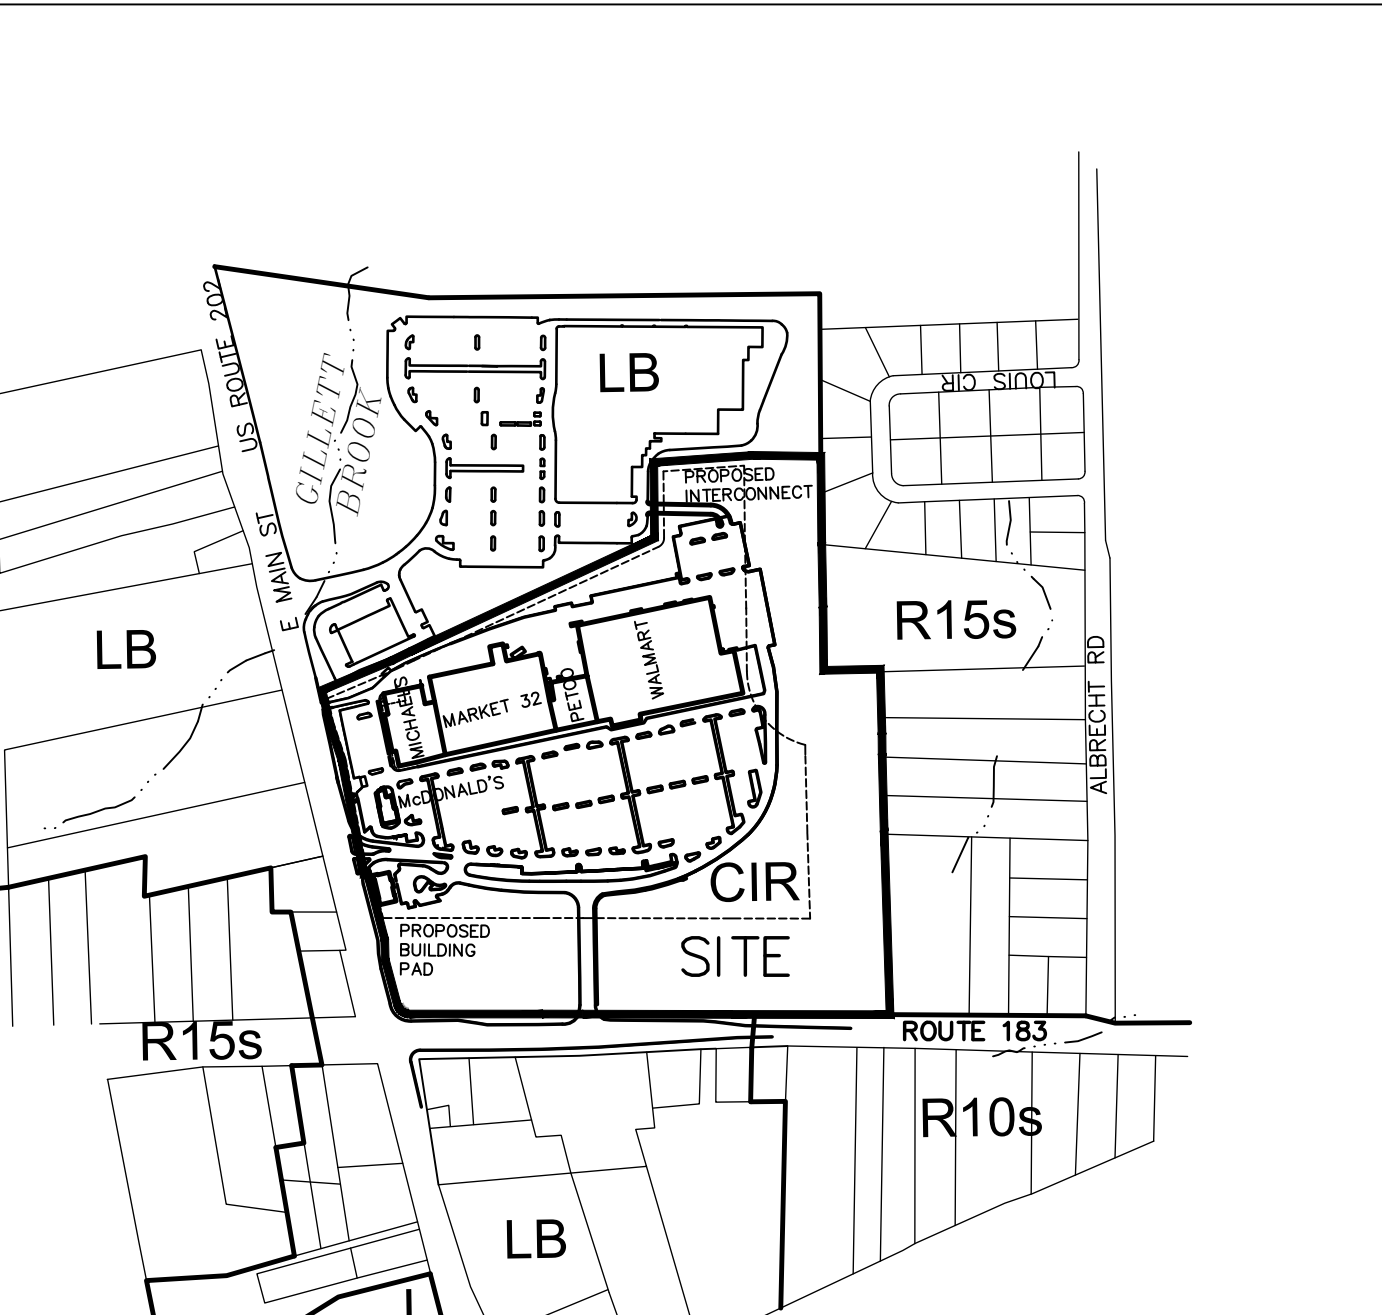 US ROUTE 202
E MAIN ST
GILLETT
BROOK
LB
LOUIS CIR
PROPOSED
INTERCONNECT
R15s
ALBRECHT RD
LB
WALMART
PETCO
MARKET 32
MICHAELS
McDONALD'S
CIR
SITE
PROPOSED
BUILDING
PAD
R15s
ROUTE 183
R10s
LB